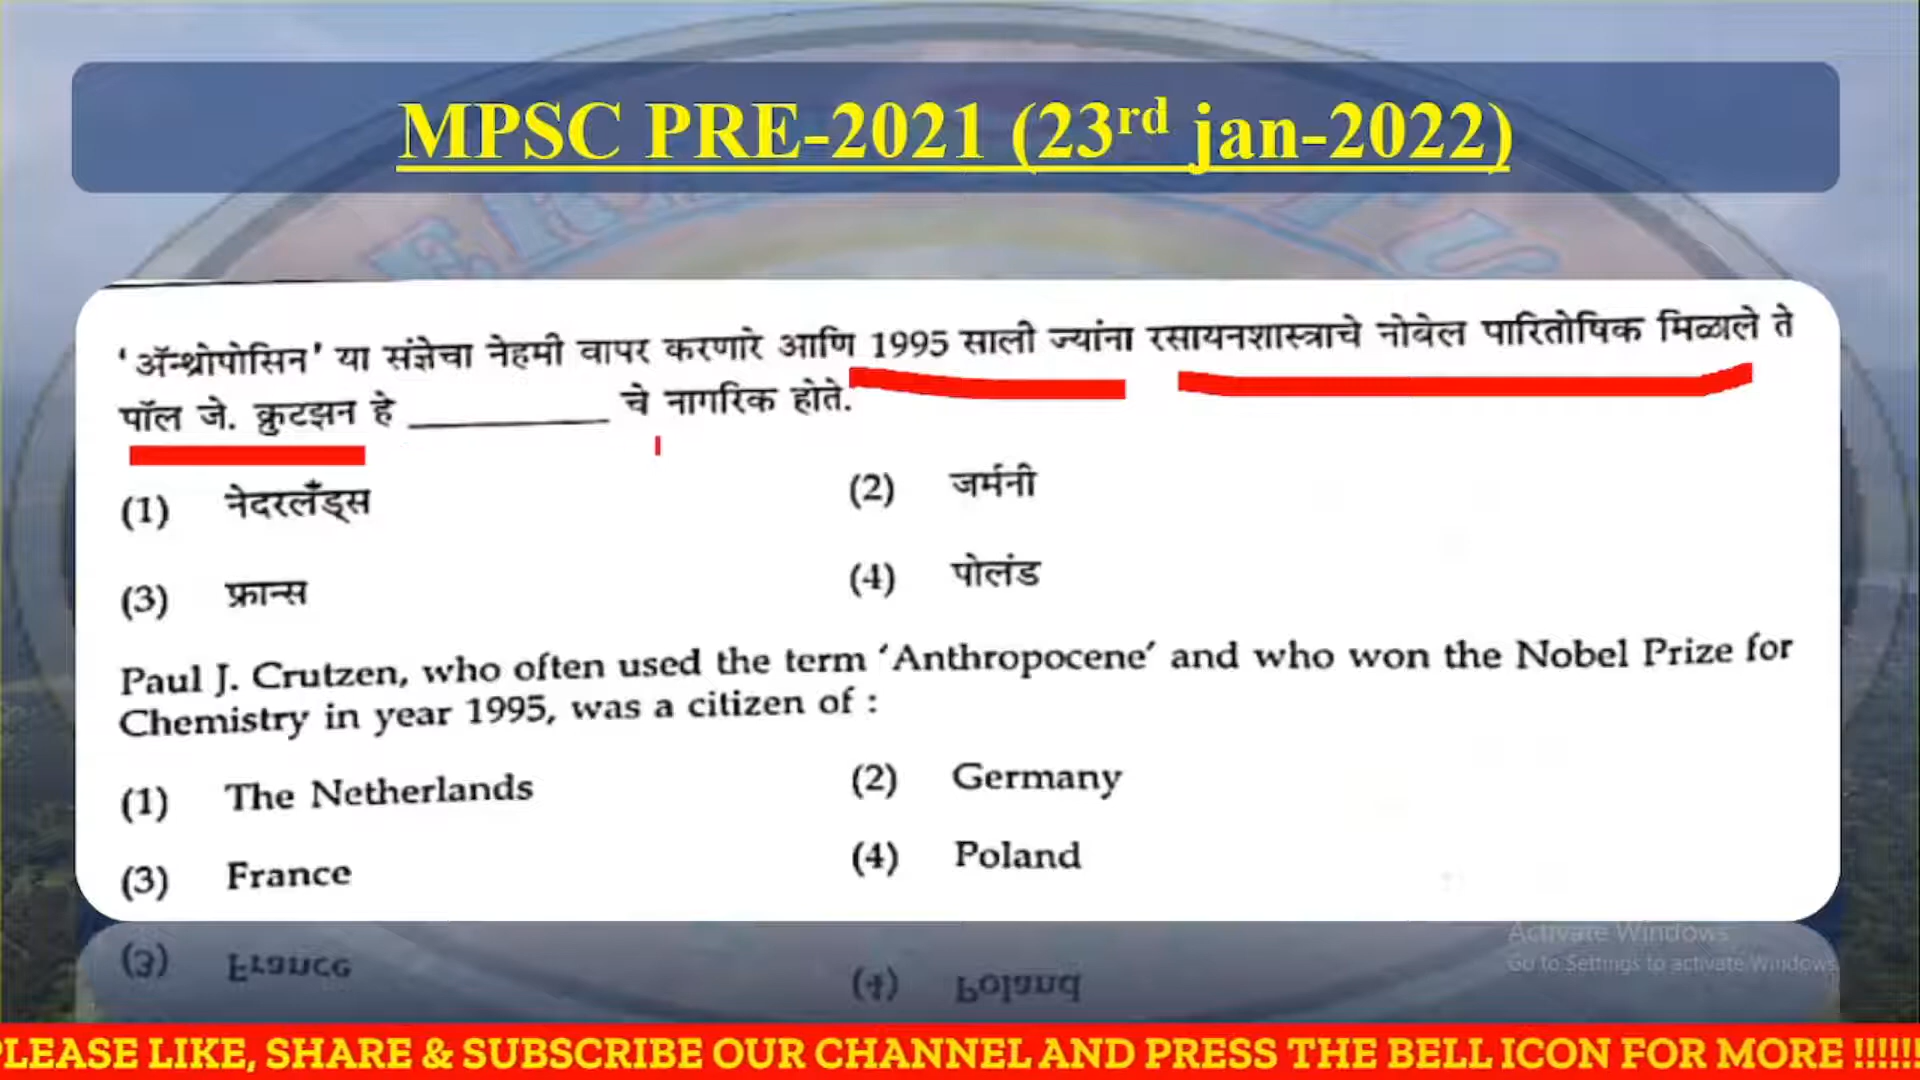 MPSC PRE-2021 (23rd jan-2022)
'ॲन्थ्रोपोसिन' या संज्ञेचा नेहमी वापर करणारे आणि 1995 साली ज्यांना रसायनशास्त्राचे नोबेल पारितोषिक मिळाले ते
पॉल जे. क्रुटझन हे __________ चे नागरिक होते.
(1) नेदरलँड्स (2) जर्मनी
(3) फ्रान्स (4) पोलंड
Paul J. Crutzen, who often used the term 'Anthropocene' and who won the Nobel Prize for
Chemistry in year 1995, was a citizen of :
(1) The Netherlands (2) Germany
(3) France (4) Poland
Activate Windows
Go to Settings to activate Windows
PLEASE LIKE, SHARE & SUBSCRIBE OUR CHANNEL AND PRESS THE BELL ICON FOR MORE !!!!!!